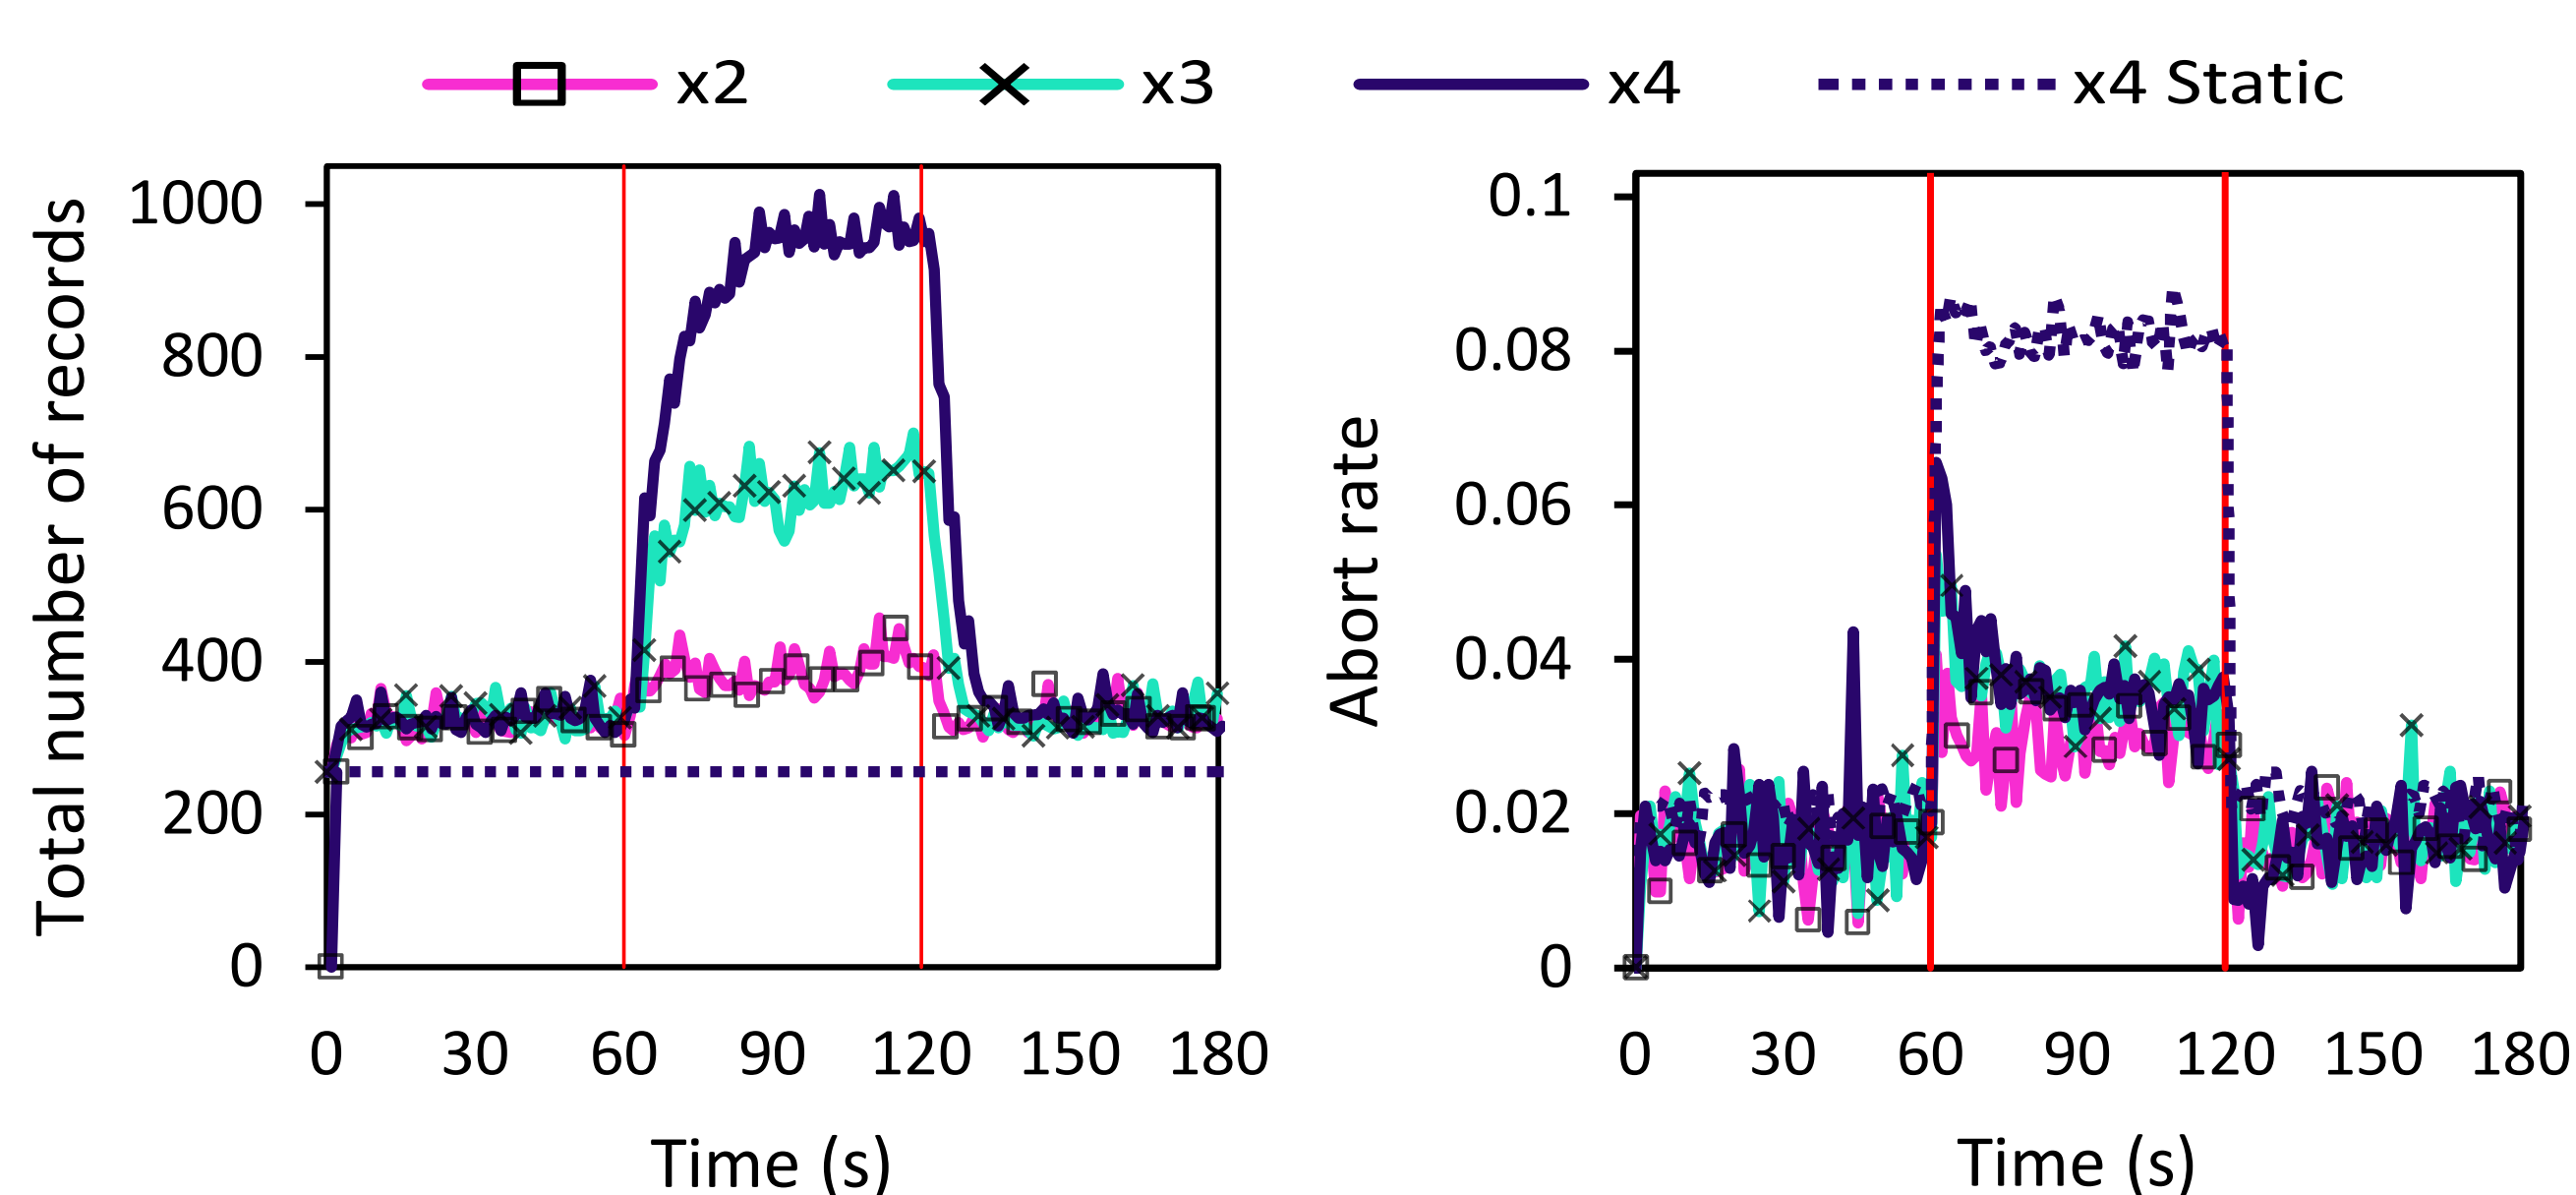 x2 x3 x4 x4 Static
Total number of records
1000
800
600
400
200
0
0 30 60 90 120 150 180
Time (s)
Abort rate
0.1
0.08
0.06
0.04
0.02
0
0 30 60 90 120 150 180
Time (s)